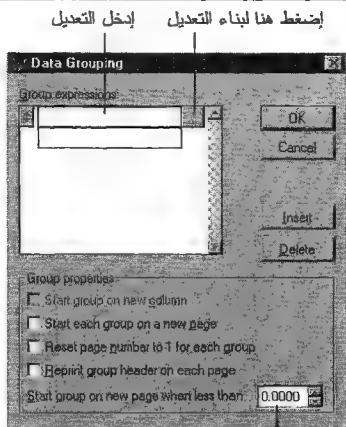 إضغط هنا لبناء التعديل    إدخل التعديل
Data Grouping
Group expressions:
OK
Cancel
Insert
Delete
Group properties
Start group on new column
Start each group on a new page
Reset page number to 1 for each group
Reprint group header on each page
Start group on new page when less than: 0.0000